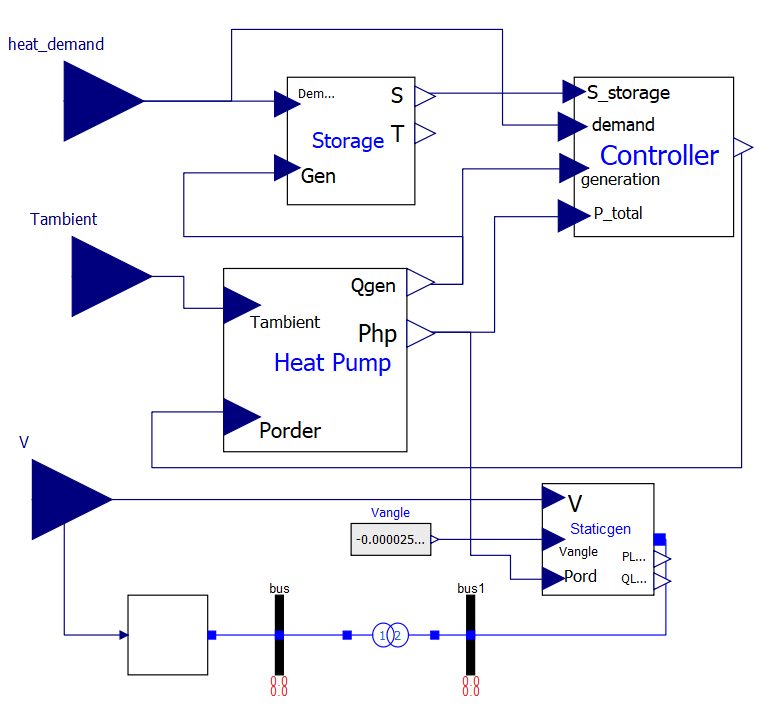 heat_demand
Dem...
S
S_storage
demand
T
Storage
Controller
Gen
generation
P_total
Tambient
Qgen
Tambient
Php
Heat Pump
Porder
V
V
Vangle
Staticgen
-0.000025...
Vangle
PL...
Pord
QL...
bus
bus1
1
2
0.0
0.0
0.0
0.0